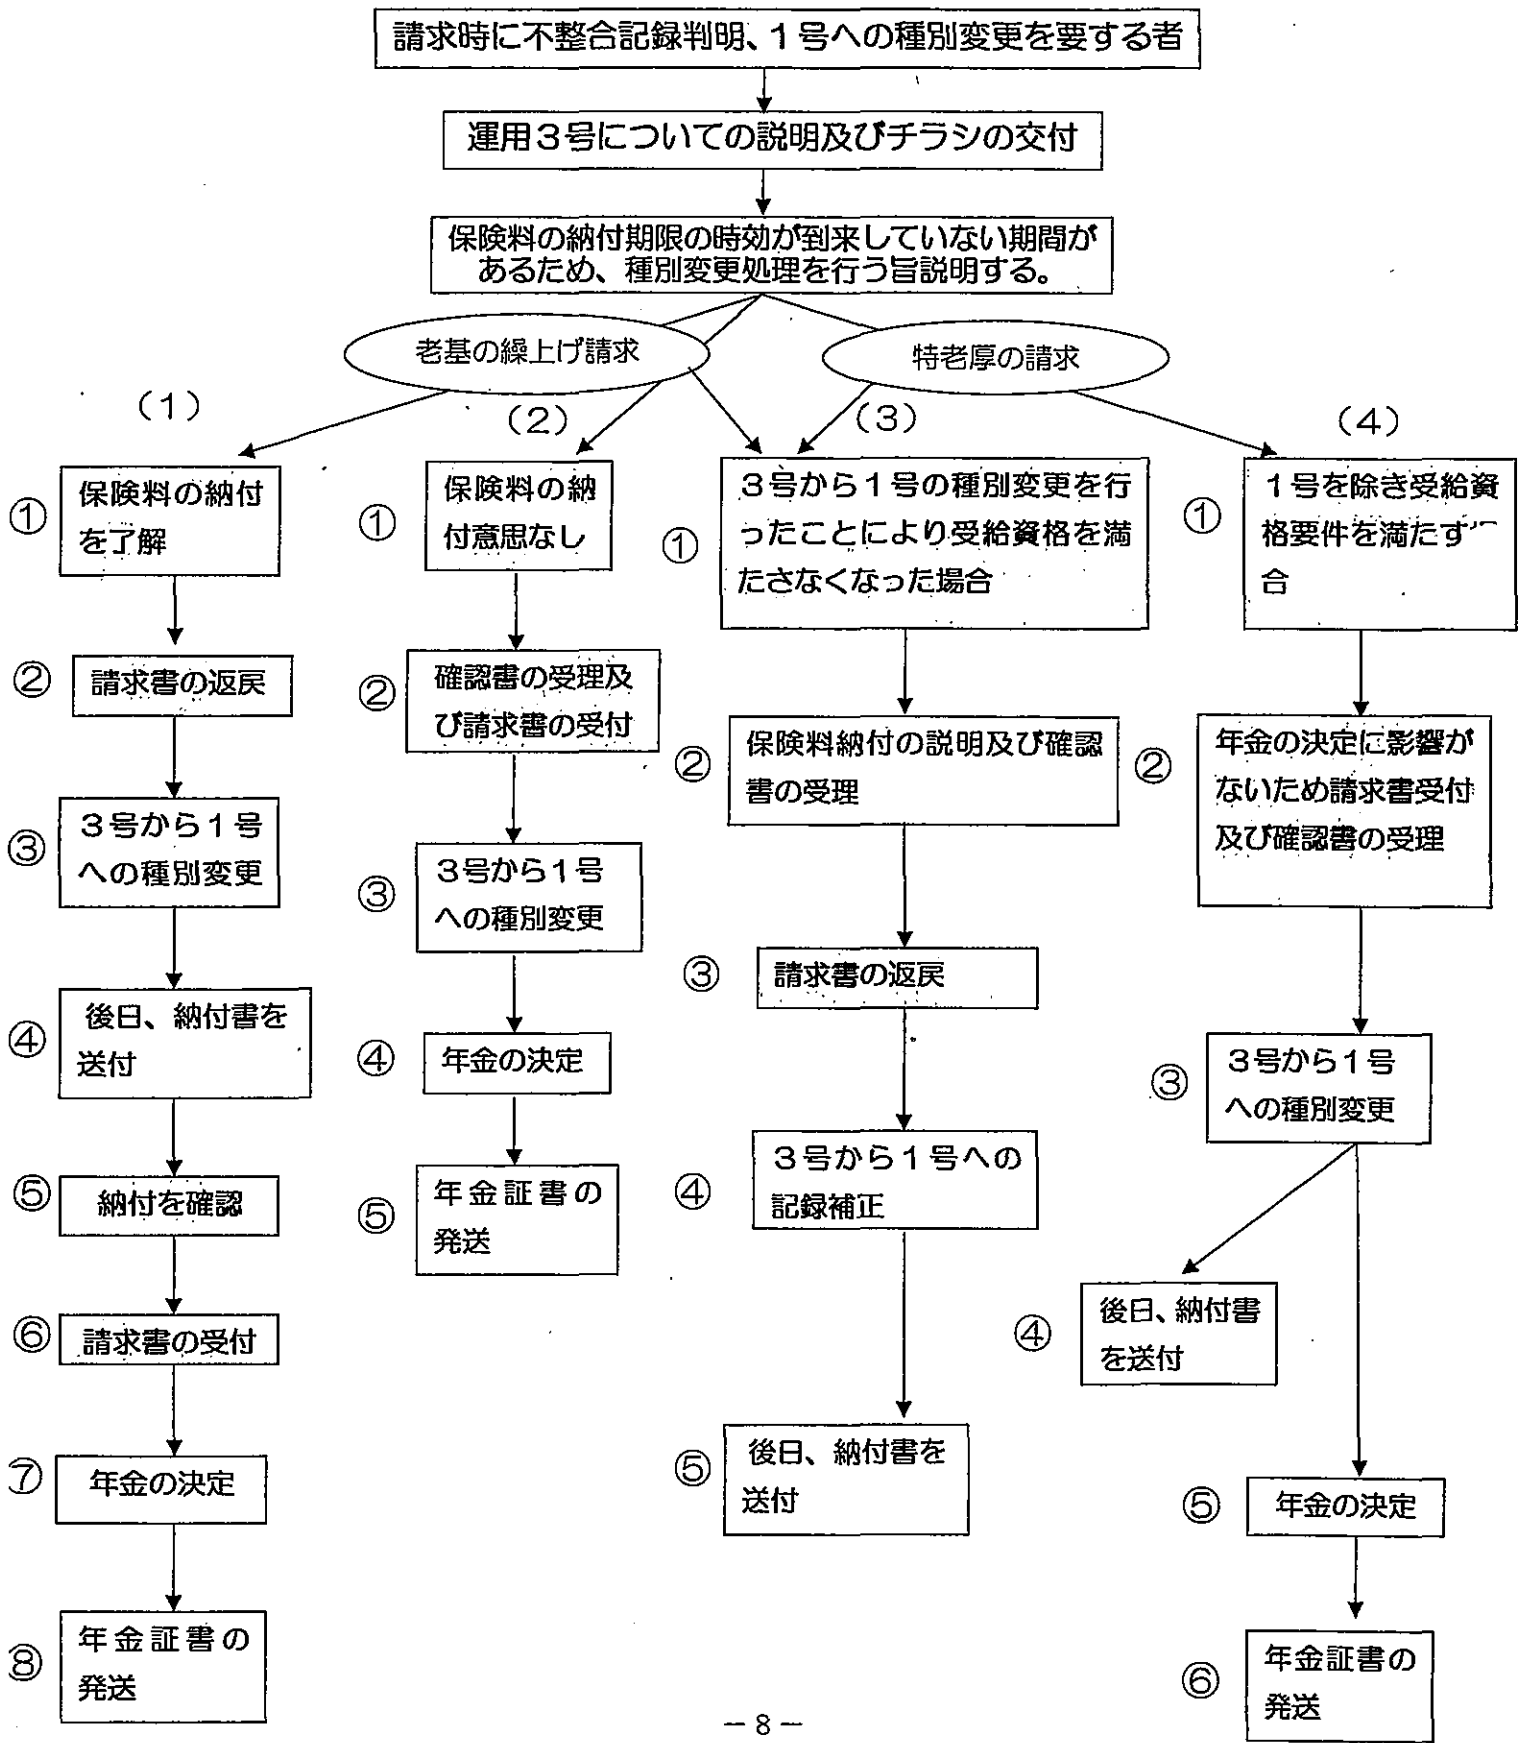 請求時に不整合記録判明、1号への種別変更を要する者
運用3号についての説明及びチラシの交付
保険料の納付期限の時効が到来していない期間が
あるため、種別変更処理を行う旨説明する。
老基の繰上げ請求
特老厚の請求
(1)
① 保険料の納付
を了解
② 請求書の返戻
③ 3号から1号
への種別変更
④ 後日、納付書を
送付
⑤ 納付を確認
⑥ 請求書の受付
⑦ 年金の決定
⑧ 年金証書の
発送
(2)
① 保険料の納
付意思なし
② 確認書の受理及
び請求書の受付
③ 3号から1号
への種別変更
④ 年金の決定
⑤ 年金証書の
発送
(3)
① 3号から1号の種別変更を行
ったことにより受給資格を満
たさなくなった場合
② 保険料納付の説明及び確認
書の受理
③ 請求書の返戻
④ 3号から1号への
記録補正
⑤ 後日、納付書を
送付
(4)
① 1号を除き受給資
格要件を満たす
合
② 年金の決定に影響が
ないため請求書受付
及び確認書の受理
③ 3号から1号
への種別変更
④ 後日、納付書
を送付
⑤ 年金の決定
⑥ 年金証書の
発送
－8－